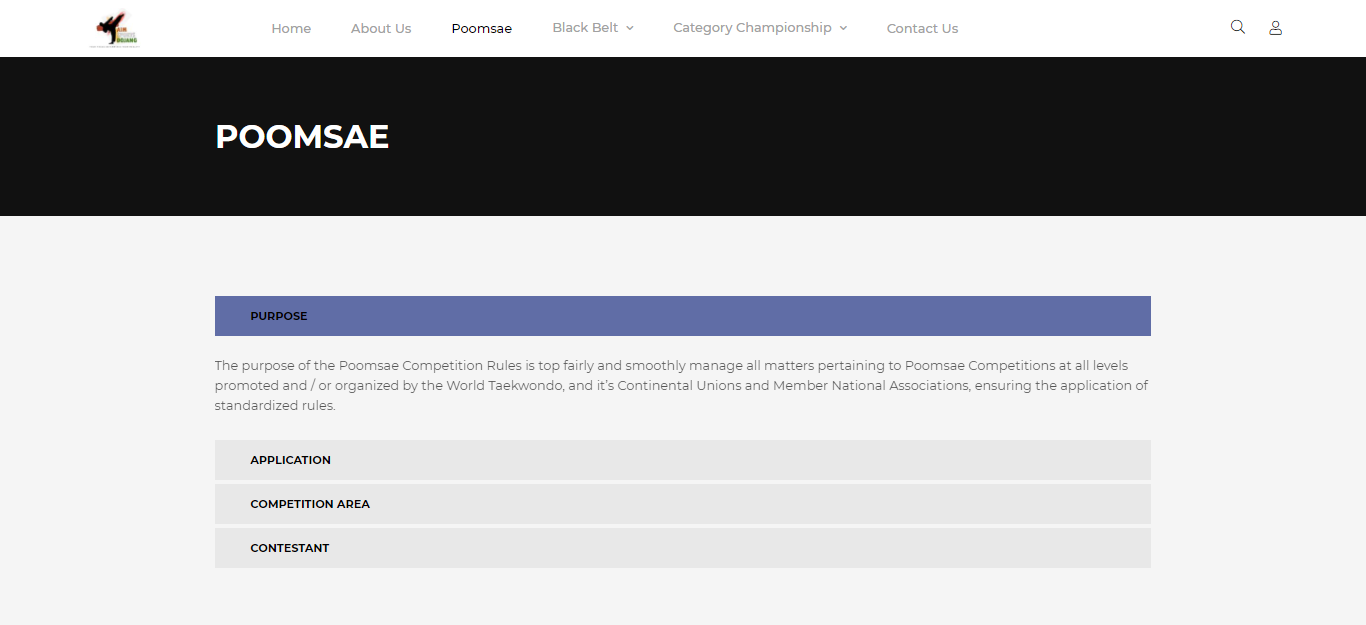 Home
About Us
Poomsae
Black Belt
Category Championship
Contact Us
POOMSAE
PURPOSE
The purpose of the Poomsae Competition Rules is top fairly and smoothly manage all matters pertaining to Poomsae Competitions at all levels
promoted and / or organized by the World Taekwondo, and it’s Continental Unions and Member National Associations, ensuring the application of
standardized rules.
APPLICATION
COMPETITION AREA
CONTESTANT